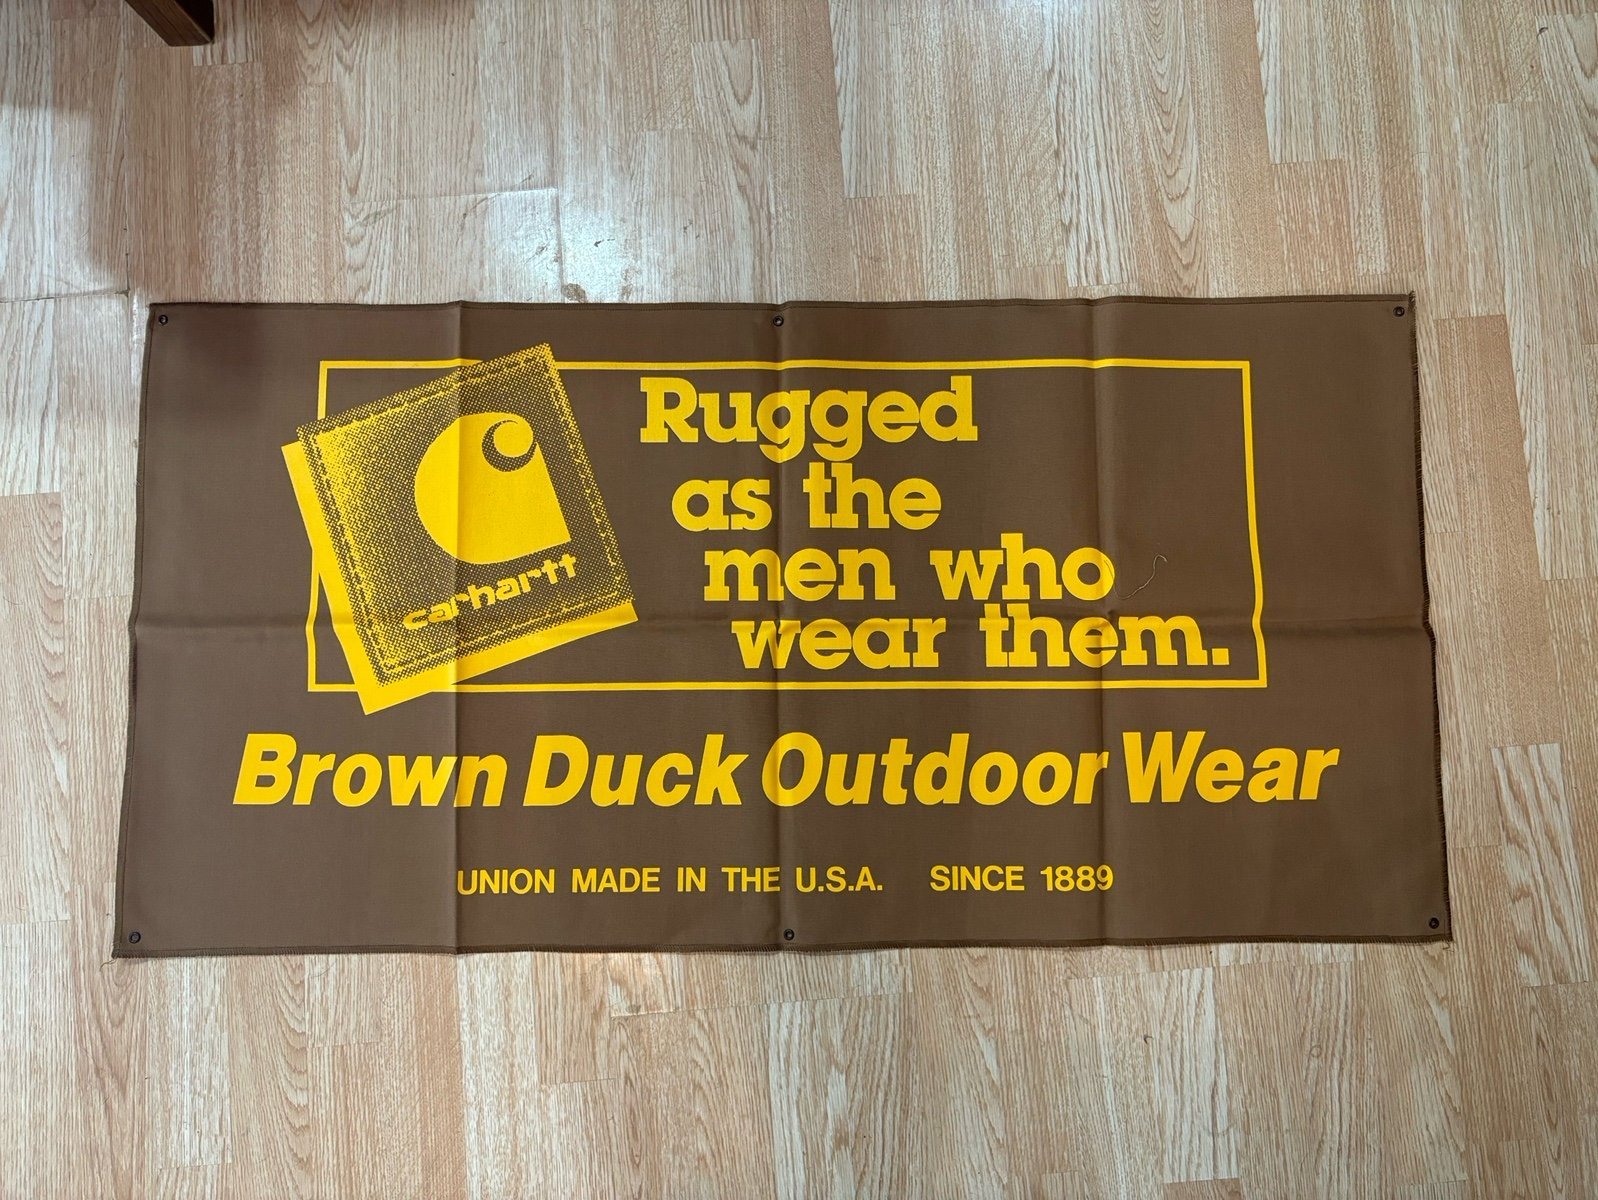 carhartt
Rugged
as the
men who
wear them.
Brown Duck Outdoor Wear
UNION MADE IN THE U.S.A. SINCE 1889